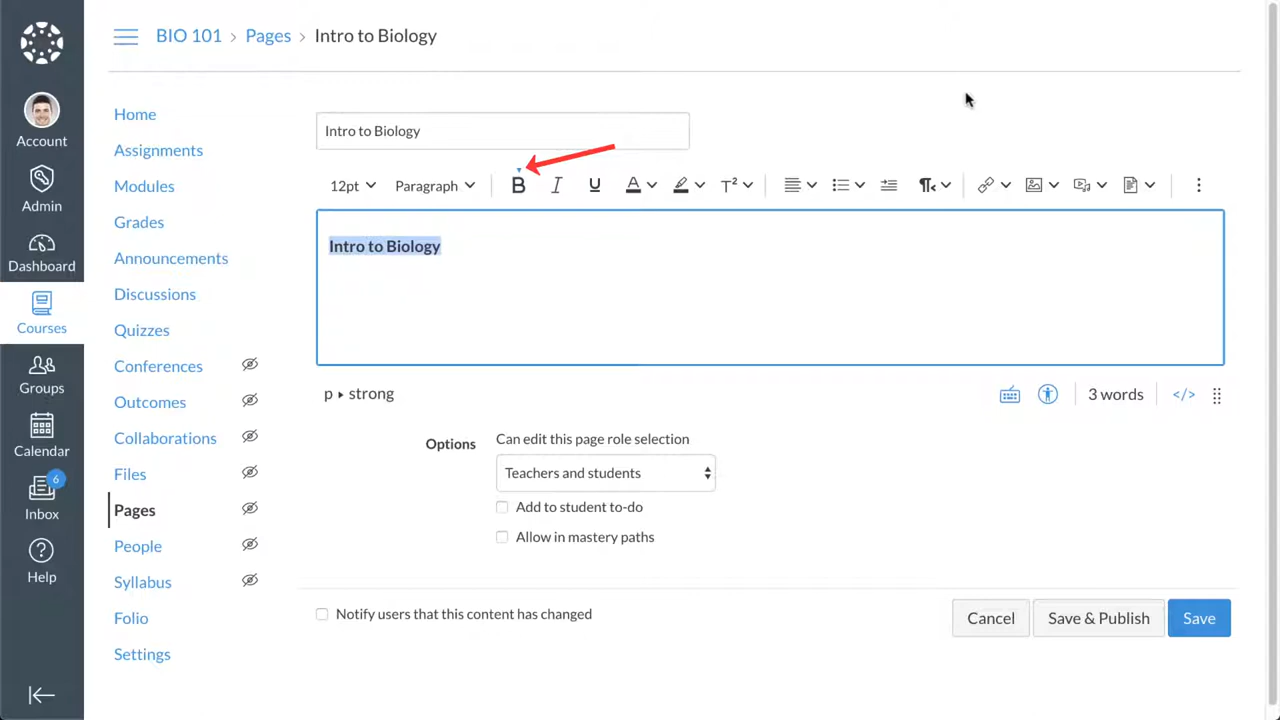 BIO 101 > Pages > Intro to Biology
Account
Admin
Dashboard
Courses
Groups
Calendar
6
Inbox
Help
Home
Assignments
Modules
Grades
Announcements
Discussions
Quizzes
Conferences
Outcomes
Collaborations
Files
Pages
People
Syllabus
Folio
Settings
Intro to Biology
12pt Paragraph B I U A T²
Intro to Biology
p ▸ strong 3 words </>
Options Can edit this page role selection
Teachers and students
Add to student to-do
Allow in mastery paths
Notify users that this content has changed
Cancel Save & Publish Save